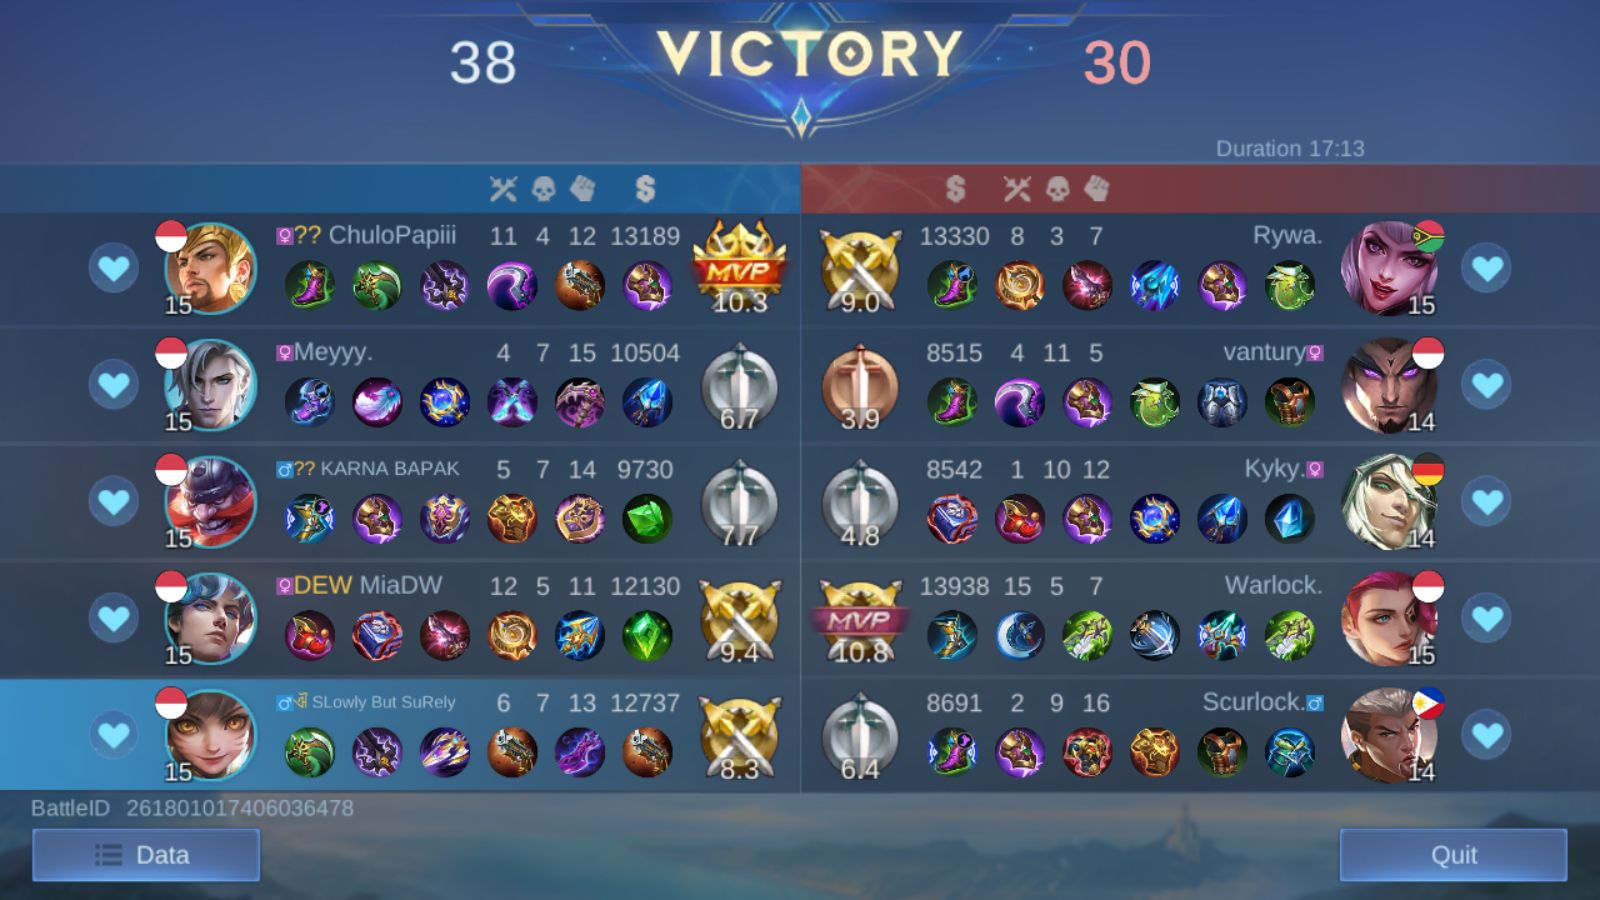 38 VICTORY 30
Duration 17:13
?? ChuloPapiii 11 4 12 13189 MVP 10.3 15
9.0 13330 8 3 7 Rywa. 15
Meyyy. 4 7 15 10504 6.7 15
3.9 8515 4 11 5 vantury 14
?? KARNA BAPAK 5 7 14 9730 7.7 15
4.8 8542 1 10 12 Kyky. 14
DEW MiaDW 12 5 11 12130 9.4 15
MVP 10.8 13938 15 5 7 Warlock. 15
SLowly But SuRely 6 7 13 12737 8.3 15
6.4 8691 2 9 16 Scurlock. 14
BattleID 261801017406036478
Data
Quit